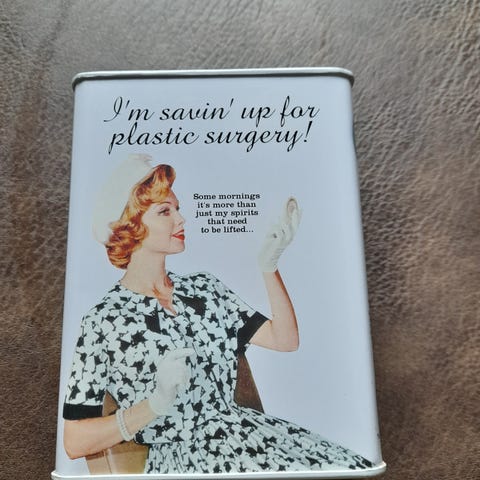 I'm savin' up for
plastic surgery!
Some mornings
it's more than
just my spirits
that need
to be lifted...